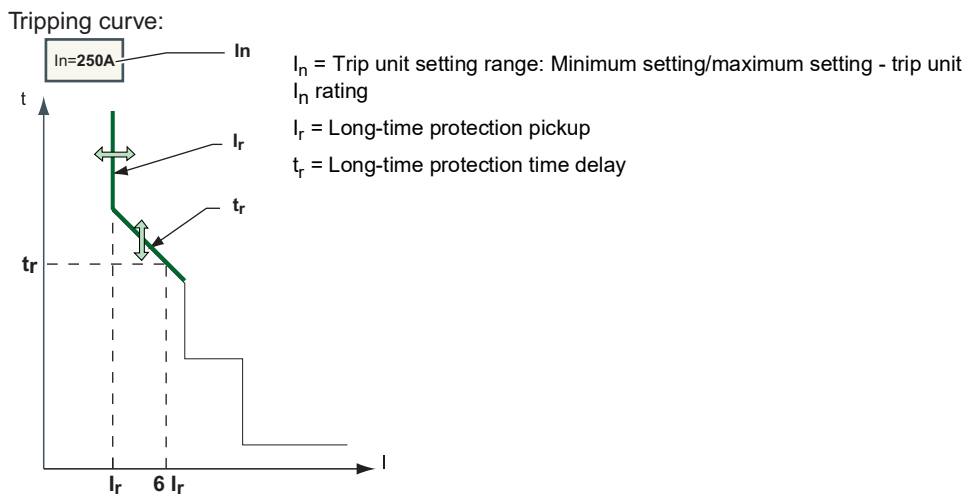 Tripping curve:
In=250A
In
In = Trip unit setting range: Minimum setting/maximum setting - trip unit
In rating
Ir = Long-time protection pickup
tr = Long-time protection time delay
t
Ir
tr
tr
I
Ir
6 Ir